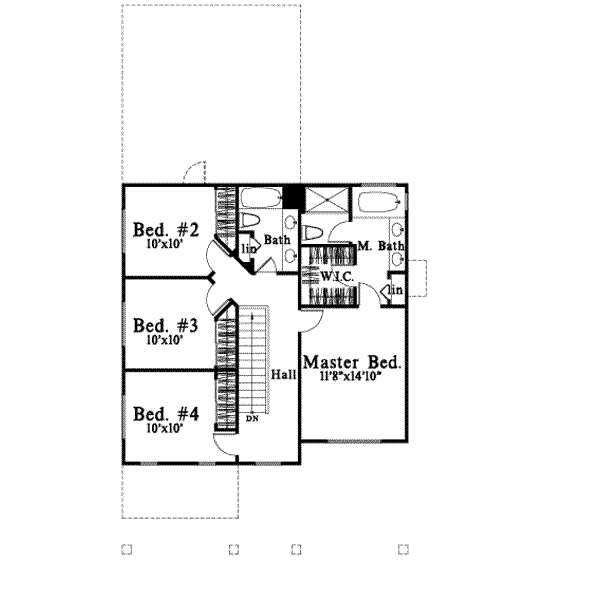 Bed. #2
10'x10'
Bath
lin
M. Bath
W.I.C.
lin
Bed. #3
10'x10'
Master Bed.
11'8"x14'10"
Hall
Bed. #4
10'x10'
DN